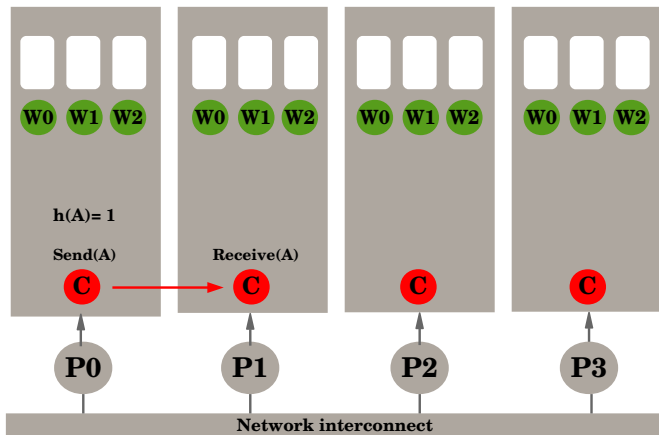 W0 W1 W2 W0 W1 W2 W0 W1 W2 W0 W1 W2
h(A)= 1
Send(A) Receive(A)
C C C C
P0 P1 P2 P3
Network interconnect